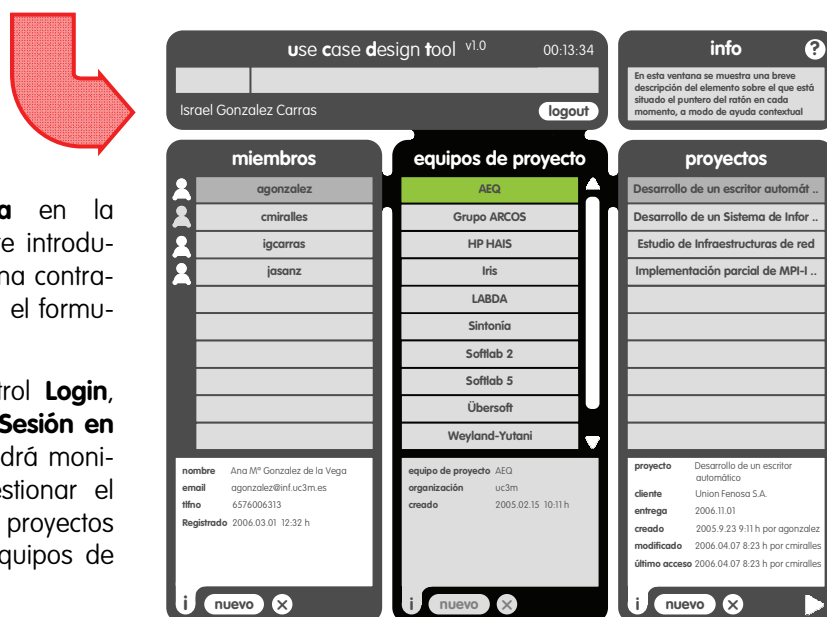 a en la
e introdu-
na contra-
el formu-
trol Login,
Sesión en
drá moni-
estionar el
proyectos
quipos de
use case design tool v1.0 00:13:34
Israel Gonzalez Carras logout
info ?
En esta ventana se muestra una breve
descripción del elemento sobre el que está
situado el puntero del ratón en cada
momento, a modo de ayuda contextual
miembros
agonzalez
cmiralles
igcarras
jasanz
nombre Ana Mª Gonzalez de la Vega
email agonzalez@inf.uc3m.es
tlfno 6576006313
Registrado 2006.03.01 12:32 h
i nuevo
equipos de proyecto
AEQ
Grupo ARCOS
HP HAIS
Iris
LABDA
Sintonía
Softlab 2
Softlab 5
Übersoft
Weyland-Yutani
equipo de proyecto AEQ
organización uc3m
creado 2005.02.15 10:11 h
i nuevo
proyectos
Desarrollo de un escritor automát ..
Desarrollo de un Sistema de Infor ..
Estudio de Infraestructuras de red
Implementación parcial de MPI-I ..
proyecto Desarrollo de un escritor
automático
cliente Union Fenosa S.A.
entrega 2006.11.01
creado 2005.9.23 9:11 h por agonzalez
modificado 2006.04.07 8:23 h por cmiralles
último acceso 2006.04.07 8:23 h por cmiralles
i nuevo